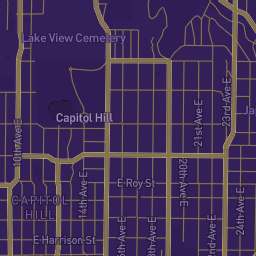 Lake View Cemetery
Capitol Hill
10th Ave E
21st Ave E
23rd Ave E
Ja
14th Ave E
E Roy St
20th Ave E
CAPITOL
HILL
E Harrison St
24th Ave E